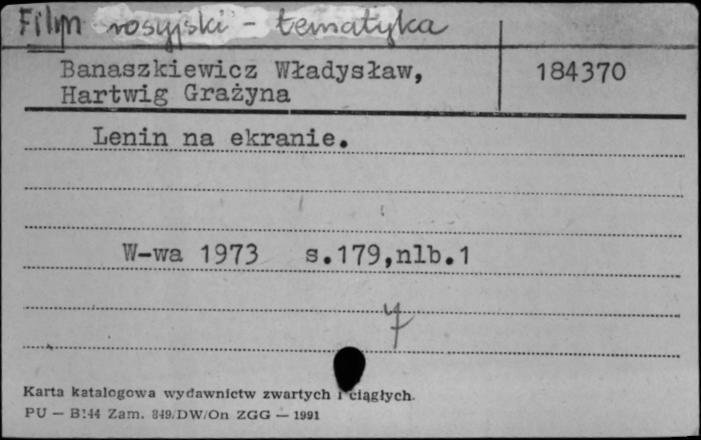 Film rosyjski - tematyka
Banaszkiewicz Władysław, 184370
Hartwig Grażyna
Lenin na ekranie.
W-wa 1973 s.179,nlb.1
Karta katalogowa wydawnictw zwartych i ciągłych.
PU — B144 Zam. 849/DW/On ZGG — 1991